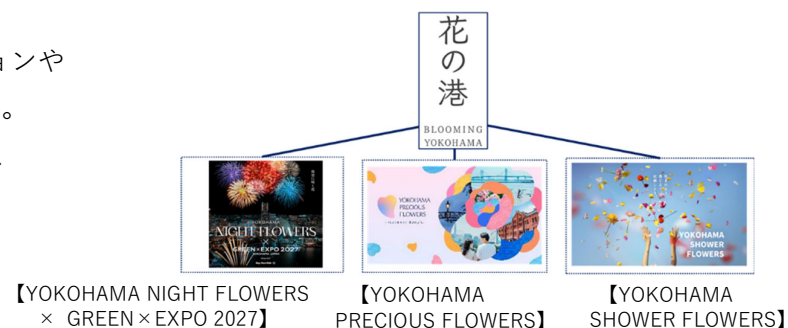 ョンや
。
花の港
BLOOMING
YOKOHAMA
YOKOHAMA
NIGHT FLOWERS
×
GREEN×EXPO 2027
YOKOHAMA
PRECIOUS
FLOWERS
YOKOHAMA
SHOWER
FLOWERS
【YOKOHAMA NIGHT FLOWERS
× GREEN×EXPO 2027】
【YOKOHAMA
PRECIOUS FLOWERS】
【YOKOHAMA
SHOWER FLOWERS】